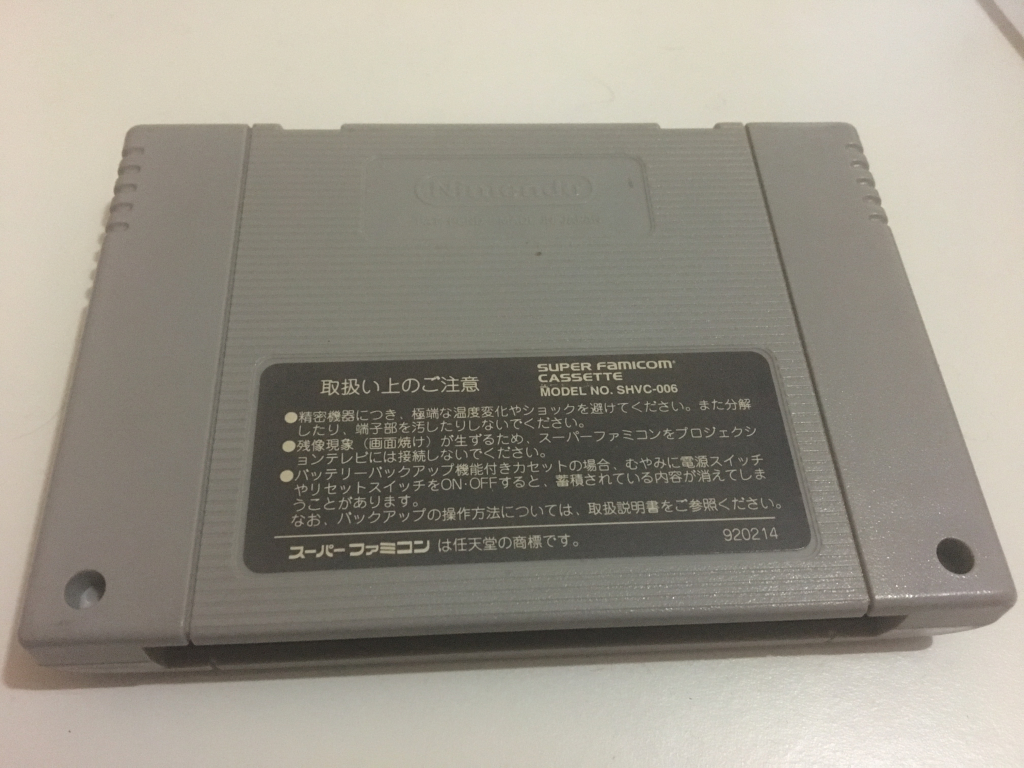 Nintendo
取扱い上のご注意
SUPER FAMICOM
CASSETTE
MODEL NO. SHVC-006
●精密機器につき、極端な温度変化やショックを避けてください。また分解
したり、端子部を汚したりしないでください。
●残像現象（画面焼け）が生ずるため、スーパーファミコンをプロジェクシ
ョンテレビには接続しないでください。
●バッテリーバックアップ機能付きカセットの場合、むやみに電源スイッチ
やリセットスイッチをON・OFFすると、蓄積されている内容が消えてしま
うことがあります。
なお、バックアップの操作方法については、取扱説明書をご参照ください。
スーパーファミコン は任天堂の商標です。
920214